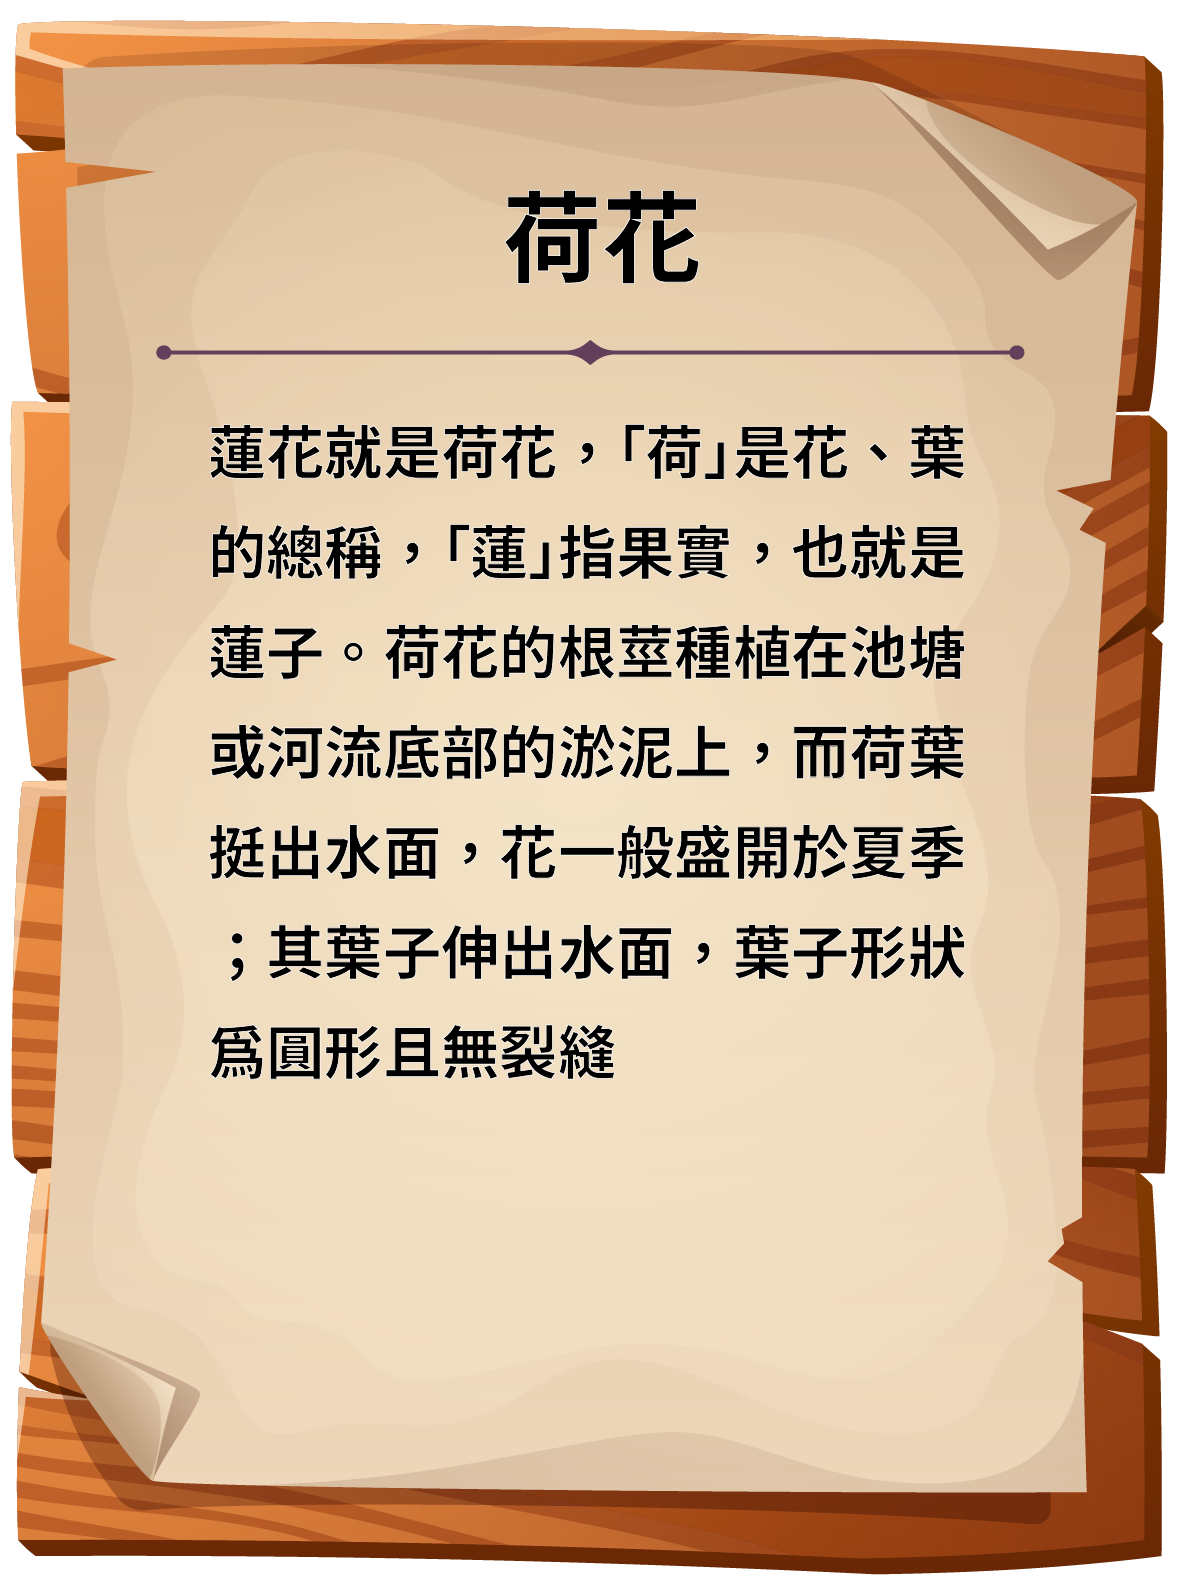 荷花
蓮花就是荷花，「荷」是花、葉
的總稱，「蓮」指果實，也就是
蓮子。荷花的根莖種植在池塘
或河流底部的淤泥上，而荷葉
挺出水面，花一般盛開於夏季
；其葉子伸出水面，葉子形狀
爲圓形且無裂縫